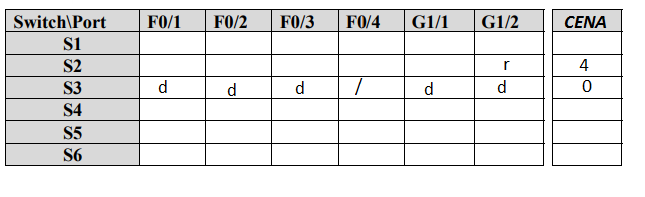 Switch\Port F0/1 F0/2 F0/3 F0/4 G1/1 G1/2 CENA
S1
S2 r 4
S3 d d d / d d 0
S4
S5
S6